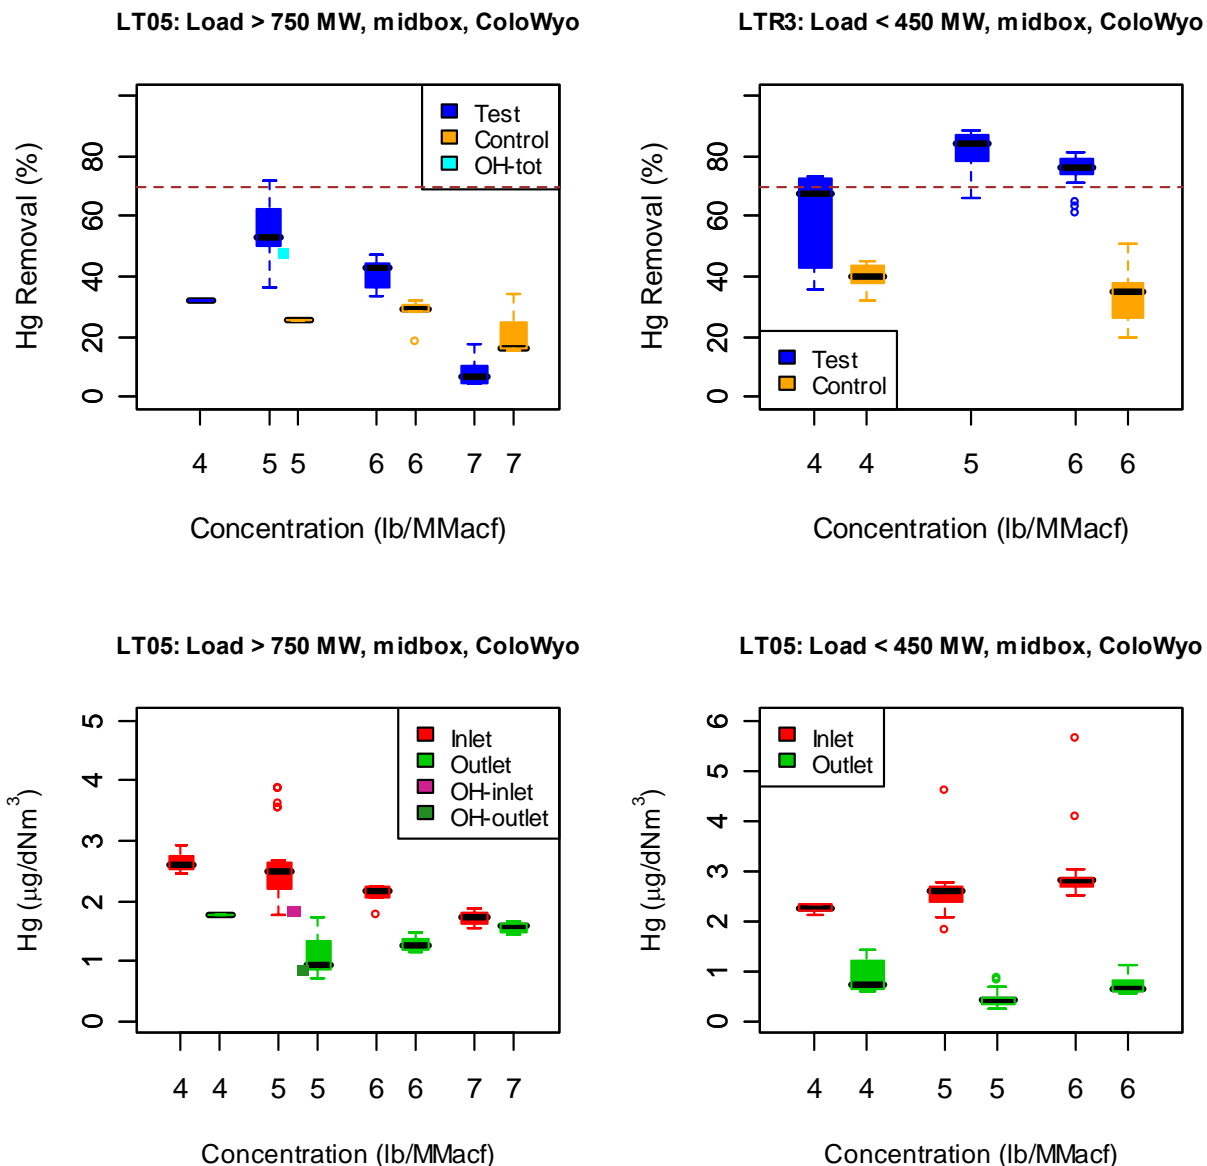 LT05: Load > 750 MW, midbox, ColoWyo
Hg Removal (%)
0 20 40 60 80
Test
Control
OH-tot
4 5 5 6 6 7 7
Concentration (lb/MMacf)
LTR3: Load < 450 MW, midbox, ColoWyo
Hg Removal (%)
0 20 40 60 80
Test
Control
4 4 5 6 6
Concentration (lb/MMacf)
LT05: Load > 750 MW, midbox, ColoWyo
Hg (µg/dNm³)
0 1 2 3 4 5
Inlet
Outlet
OH-inlet
OH-outlet
4 4 5 5 6 6 7 7
Concentration (lb/MMacf)
LT05: Load < 450 MW, midbox, ColoWyo
Hg (µg/dNm³)
0 1 2 3 4 5 6
Inlet
Outlet
4 4 5 5 6 6
Concentration (lb/MMacf)